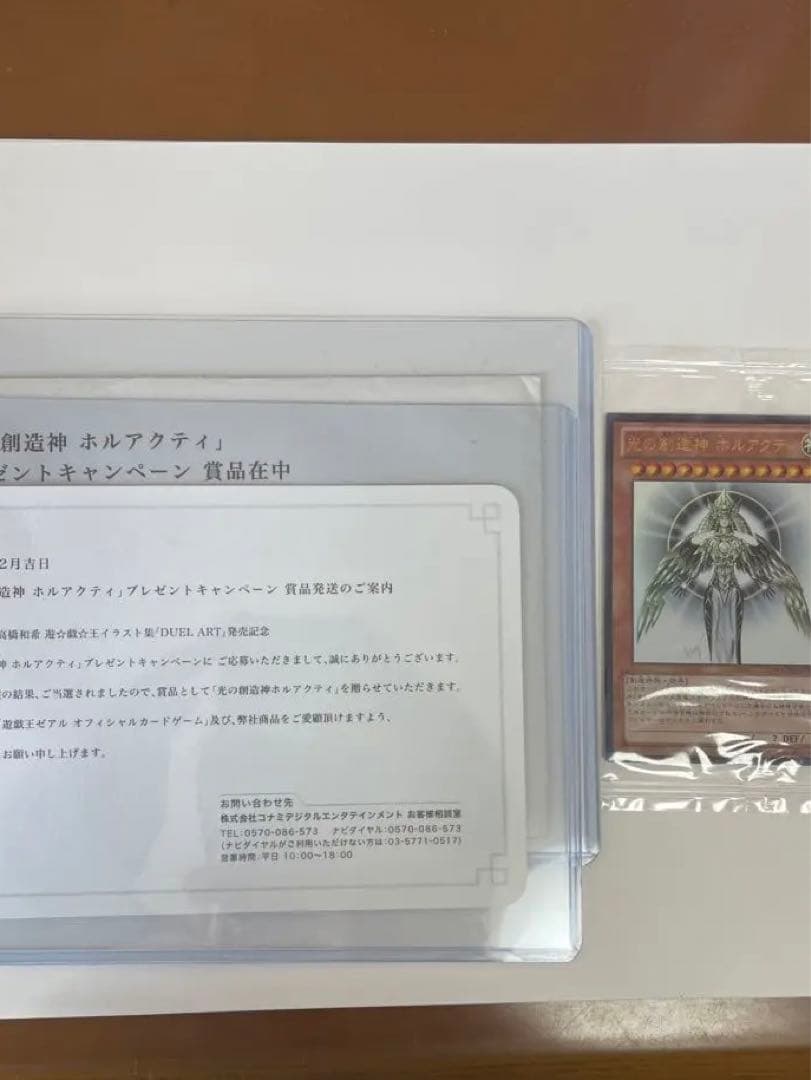 創造神 ホルアクティ」
ゼントキャンペーン 賞品在中
2月吉日
造神 ホルアクティ」プレゼントキャンペーン 賞品発送のご案内
高橋和希 遊☆戯☆王イラスト集「DUEL ART」発売記念
神 ホルアクティ」プレゼントキャンペーンに ご応募いただきまして、誠にありがとうございます。
の結果、ご当選されましたので、賞品として「光の創造神ホルアクティ」を贈らせていただきます。
「遊戯王ゼアル オフィシャルカードゲーム」及び、弊社商品をご愛顧頂けますよう、
お願い申し上げます。
お問い合わせ先
株式会社コナミデジタルエンタテインメント お客様相談室
TEL:0570-086-573 ナビダイヤル:0570-086-573
(ナビダイヤルがご利用いただけない方は:03-5771-0517)
営業時間:平日 10:00〜18:00
光の創造神 ホルアクティ
神
? DEF/